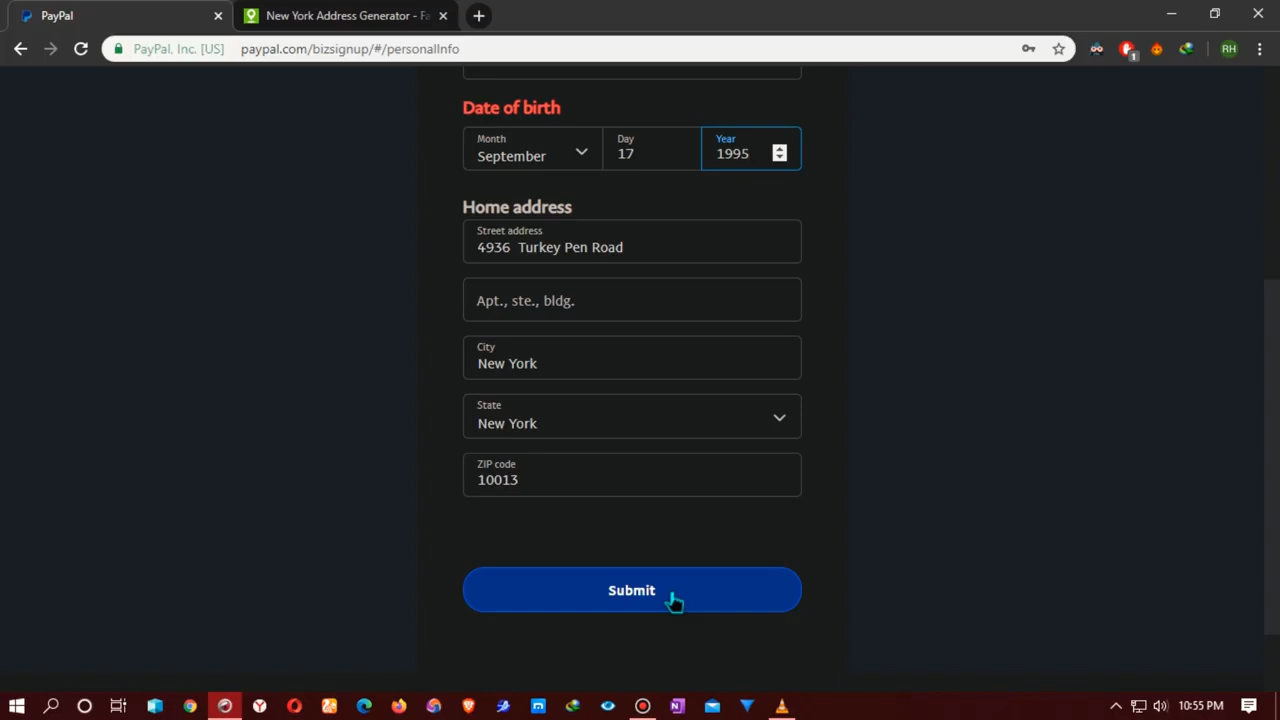 PayPal
New York Address Generator - Fa
PayPal, Inc. [US] paypal.com/bizsignup/#/personalInfo
1
RH
Date of birth
Month
September
Day
17
Year
1995
Home address
Street address
4936 Turkey Pen Road
Apt., ste., bldg.
City
New York
State
New York
ZIP code
10013
Submit
10:55 PM